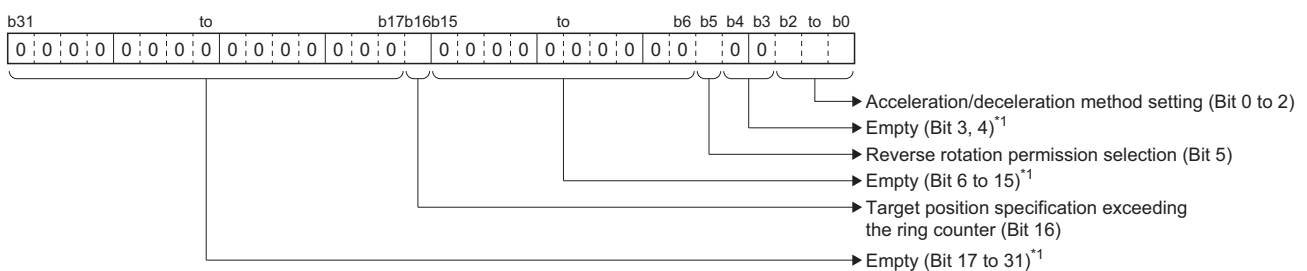 b31 to b17b16b15 to b6 b5 b4 b3 b2 to b0
0 0 0 0 0 0 0 0 0 0 0 0 0 0 0 0 0 0 0 0 0 0 0 0 0 0 0
Acceleration/deceleration method setting (Bit 0 to 2)
Empty (Bit 3, 4)*1
Reverse rotation permission selection (Bit 5)
Empty (Bit 6 to 15)*1
Target position specification exceeding
the ring counter (Bit 16)
Empty (Bit 17 to 31)*1